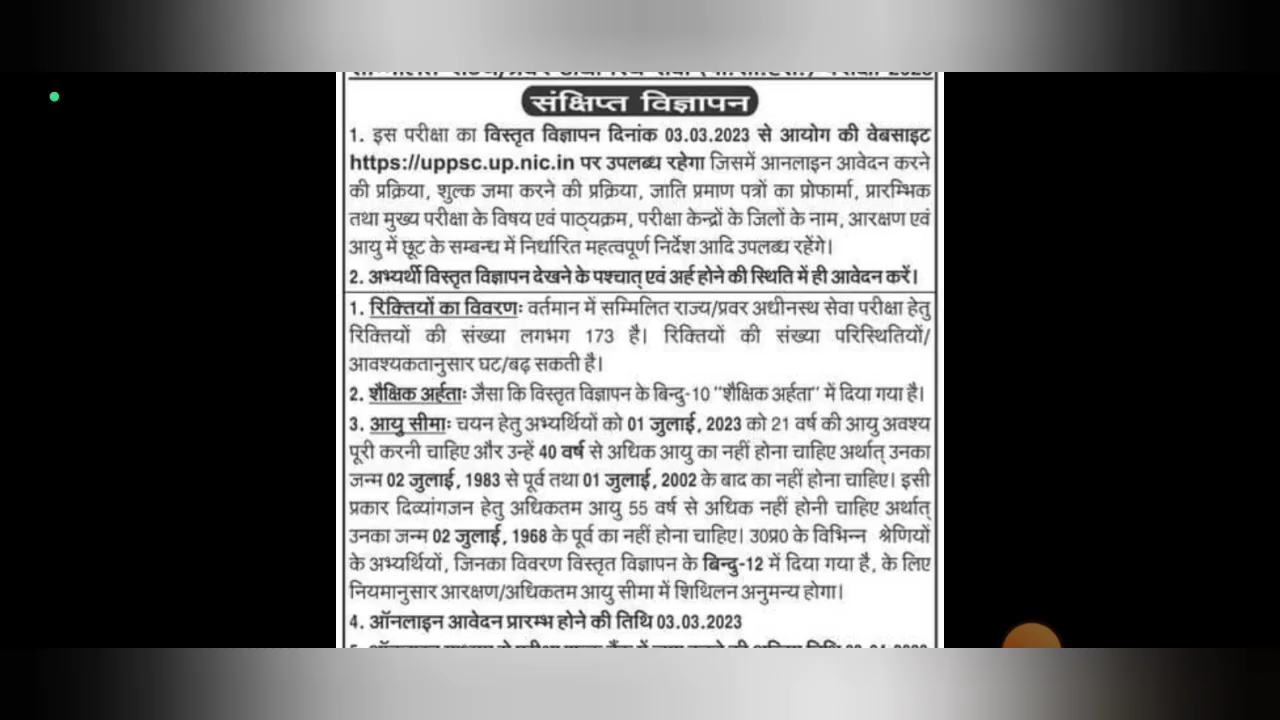 संक्षिप्त विज्ञापन
1. इस परीक्षा का विस्तृत विज्ञापन दिनांक 03.03.2023 से आयोग की वेबसाइट
https://uppsc.up.nic.in पर उपलब्ध रहेगा जिसमें आनलाइन आवेदन करने
की प्रक्रिया, शुल्क जमा करने की प्रक्रिया, जाति प्रमाण पत्रों का प्रोफार्मा, प्रारम्भिक
तथा मुख्य परीक्षा के विषय एवं पाठ्यक्रम, परीक्षा केन्द्रों के जिलों के नाम, आरक्षण एवं
आयु में छूट के सम्बन्ध में निर्धारित महत्वपूर्ण निर्देश आदि उपलब्ध रहेंगे।
2. अभ्यर्थी विस्तृत विज्ञापन देखने के पश्चात् एवं अर्ह होने की स्थिति में ही आवेदन करें।
1. रिक्तियों का विवरणः वर्तमान में सम्मिलित राज्य/प्रवर अधीनस्थ सेवा परीक्षा हेतु
रिक्तियों की संख्या लगभग 173 है। रिक्तियों की संख्या परिस्थितियों/
आवश्यकतानुसार घट/बढ़ सकती है।
2. शैक्षिक अर्हताः जैसा कि विस्तृत विज्ञापन के बिन्दु-10 "शैक्षिक अर्हता" में दिया गया है।
3. आयु सीमाः चयन हेतु अभ्यर्थियों को 01 जुलाई, 2023 को 21 वर्ष की आयु अवश्य
पूरी करनी चाहिए और उन्हें 40 वर्ष से अधिक आयु का नहीं होना चाहिए अर्थात् उनका
जन्म 02 जुलाई, 1983 से पूर्व तथा 01 जुलाई, 2002 के बाद का नहीं होना चाहिए। इसी
प्रकार दिव्यांगजन हेतु अधिकतम आयु 55 वर्ष से अधिक नहीं होनी चाहिए अर्थात्
उनका जन्म 02 जुलाई, 1968 के पूर्व का नहीं होना चाहिए। उ0प्र0 के विभिन्न श्रेणियों
के अभ्यर्थियों, जिनका विवरण विस्तृत विज्ञापन के बिन्दु-12 में दिया गया है, के लिए
नियमानुसार आरक्षण/अधिकतम आयु सीमा में शिथिलन अनुमन्य होगा।
4. ऑनलाइन आवेदन प्रारम्भ होने की तिथि 03.03.2023